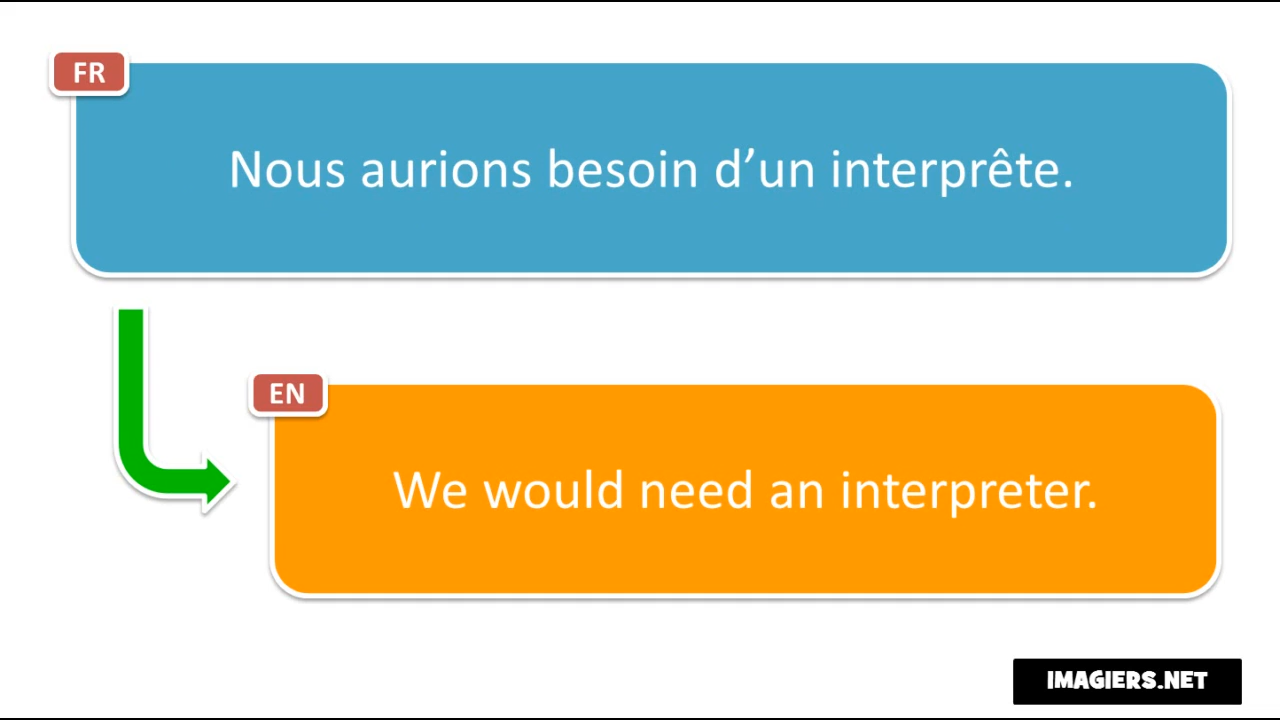 FR
Nous aurions besoin d’un interprête.
EN
We would need an interpreter.
IMAGIERS.NET